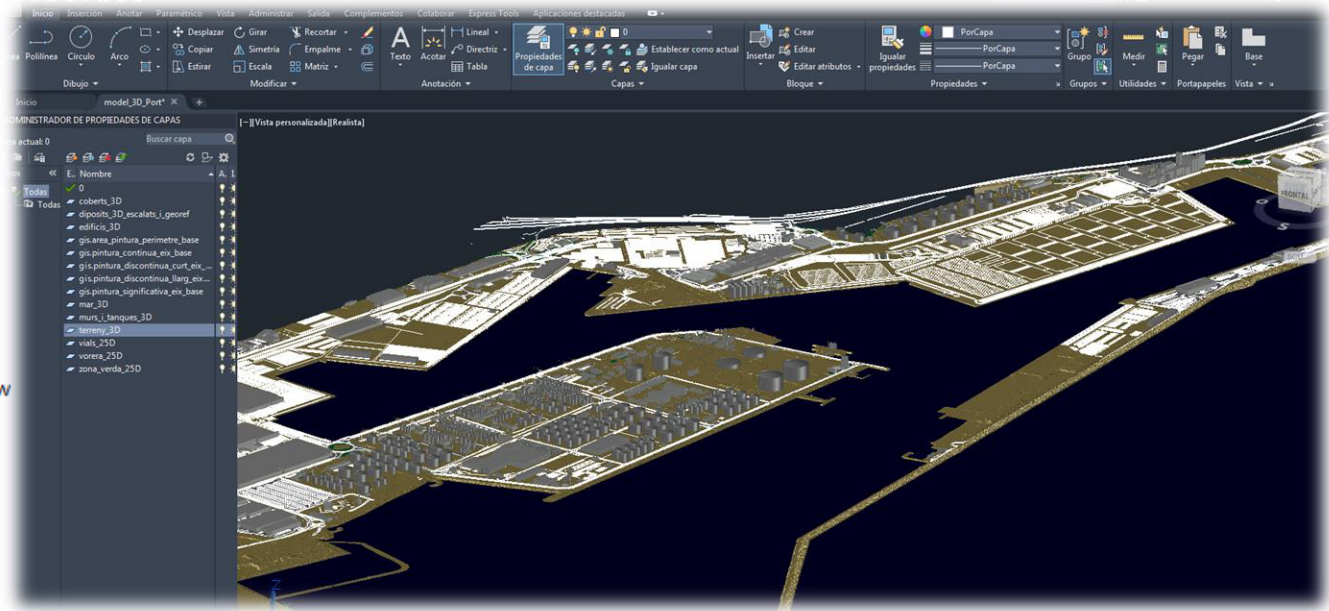 Inicio Inserción Anotar Paramétrico Vista Administrar Salida Complementos Colaborar Express Tools Aplicaciones destacadas
Polilínea Círculo Arco
Desplazar Girar Recortar
Copiar Simetría Empalme
Estirar Escala Matriz
Texto Acotar
Lineal
Directriz
Tabla
Propiedades de capa
0
Establecer como actual
Igualar capa
Insertar
Crear
Editar
Editar atributos
Igualar propiedades
PorCapa
PorCapa
PorCapa
Grupo Medir Pegar Base
Dibujo Modificar Anotación Capas Bloque Propiedades Grupos Utilidades Portapapeles Vista
Inicio model_3D_Port*
ADMINISTRADOR DE PROPIEDADES DE CAPAS
actual: 0 Buscar capa
[−][Vista personalizada][Realista]
E.. Nombre A. I.
Todas
Todas
0
coberts_3D
diposits_3D_escalats_i_georef
edificis_3D
gis.area_pintura_perimetre_base
gis.pintura_continua_eix_base
gis.pintura_discontinua_curt_eix_...
gis.pintura_discontinua_llarg_eix...
gis.pintura_significativa_eix_base
mar_3D
murs_i_tanques_3D
terreny_3D
vials_25D
vorera_25D
zona_verda_25D
FRONTAL
S
w
Z